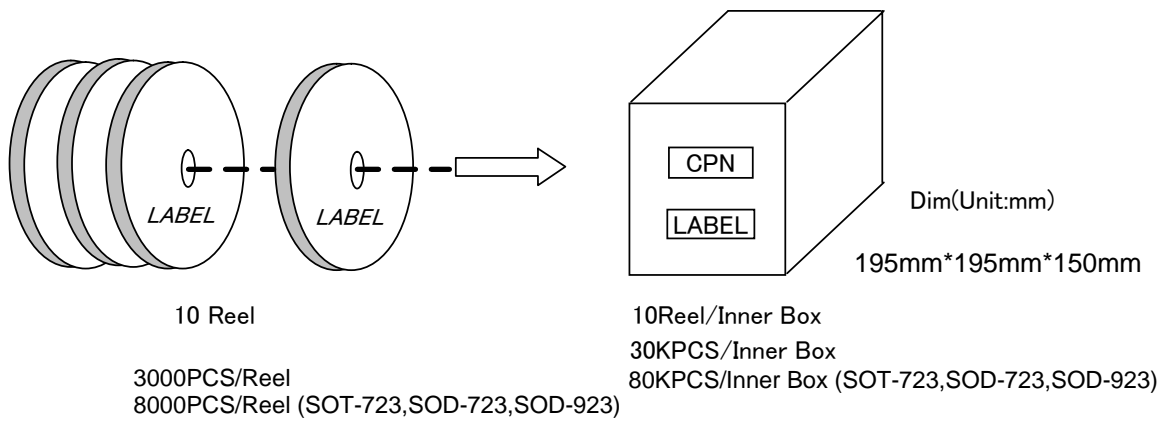 LABEL
LABEL
CPN
LABEL
Dim(Unit:mm)
195mm*195mm*150mm
10 Reel
3000PCS/Reel
8000PCS/Reel (SOT-723,SOD-723,SOD-923)
10Reel/Inner Box
30KPCS/Inner Box
80KPCS/Inner Box (SOT-723,SOD-723,SOD-923)